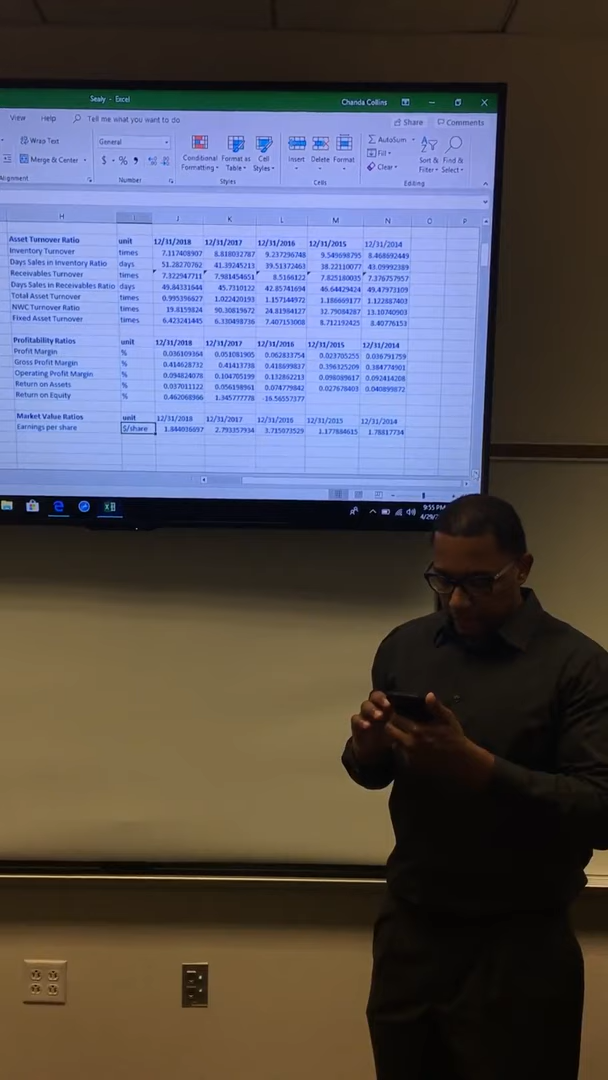 Sealy - Excel
Chanda Collins
View Help Tell me what you want to do
Share Comments
Wrap Text
General
AutoSum
Fill
Merge & Center
$ % ,
Conditional Formatting
Format as Table
Cell Styles
Insert Delete Format
Clear
Sort & Filter
Find & Select
Alignment
Number
Styles
Cells
Editing
H I J K L M N O P
Asset Turnover Ratio unit 12/31/2018 12/31/2017 12/31/2016 12/31/2015 12/31/2014
Inventory Turnover times 7.117408907 8.818032787 9.237296748 9.549698795 8.468692449
Days Sales in Inventory Ratio days 51.28270762 41.39245213 39.51372463 38.22110077 43.09992389
Receivables Turnover times 7.322947711 7.981454651 8.5166122 7.825180035 7.376757957
Days Sales in Receivables Ratio days 49.84331644 45.7310122 42.85741694 46.64429424 49.47973109
Total Asset Turnover times 0.995396627 1.022420193 1.157144972 1.186669177 1.122887403
NWC Turnover Ratio times 19.8159824 90.30819672 24.81984127 32.79084287 13.10740903
Fixed Asset Turnover times 6.423241445 6.330498736 7.407153008 8.712192425 8.40776153
Profitability Ratios unit 12/31/2018 12/31/2017 12/31/2016 12/31/2015 12/31/2014
Profit Margin % 0.036109364 0.051081905 0.062833754 0.023705255 0.036791759
Gross Profit Margin % 0.414628732 0.41413738 0.418699837 0.396325209 0.384774901
Operating Profit Margin % 0.094824078 0.104705199 0.132862213 0.098089617 0.092414208
Return on Assets % 0.037011122 0.056198961 0.074779842 0.027678403 0.040899872
Return on Equity % 0.462068966 1.345777778 -16.56557377
Market Value Ratios unit 12/31/2018 12/31/2017 12/31/2016 12/31/2015 12/31/2014
Earnings per share $/share 1.844036697 2.793357934 3.715073529 1.177884615 1.78817734
9:55 PM